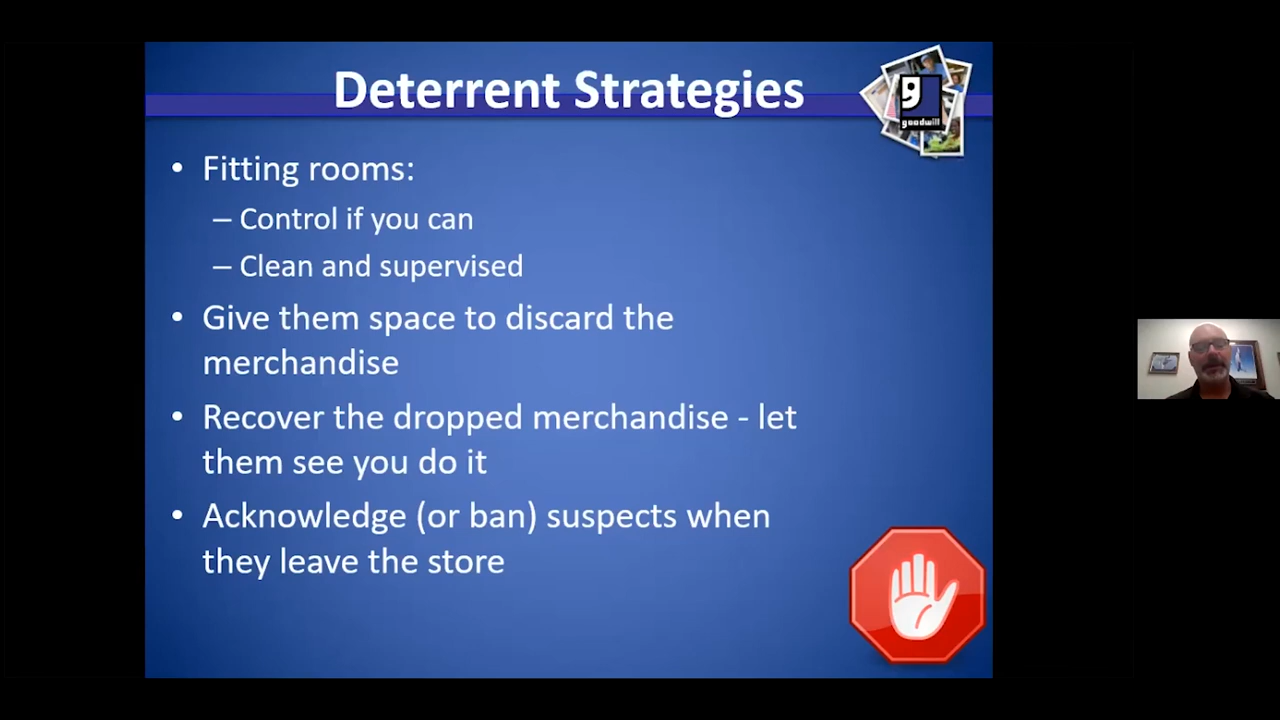 Deterrent Strategies
g
goodwill
• Fitting rooms:
– Control if you can
– Clean and supervised
• Give them space to discard the
merchandise
• Recover the dropped merchandise - let
them see you do it
• Acknowledge (or ban) suspects when
they leave the store